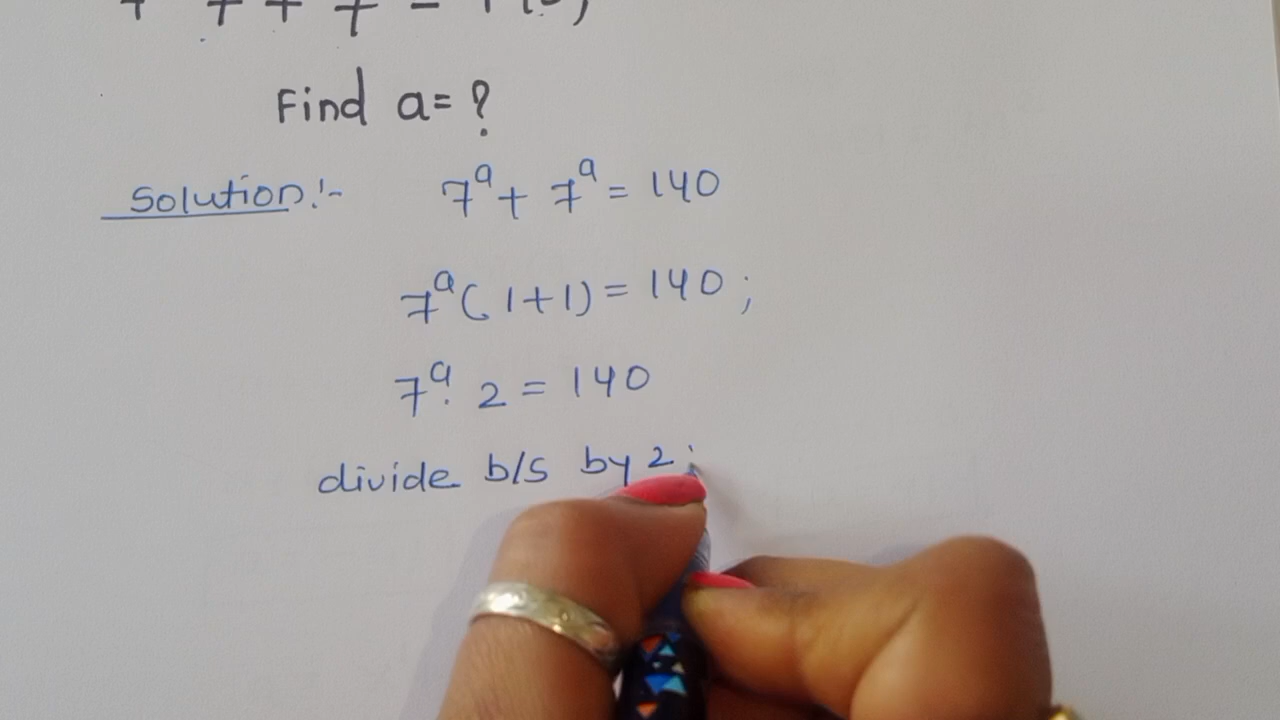 Find a= ?
Solution:- 7^a + 7^a = 140
7^a ( 1+1) = 140 ;
7^a . 2 = 140
divide b/s by 2